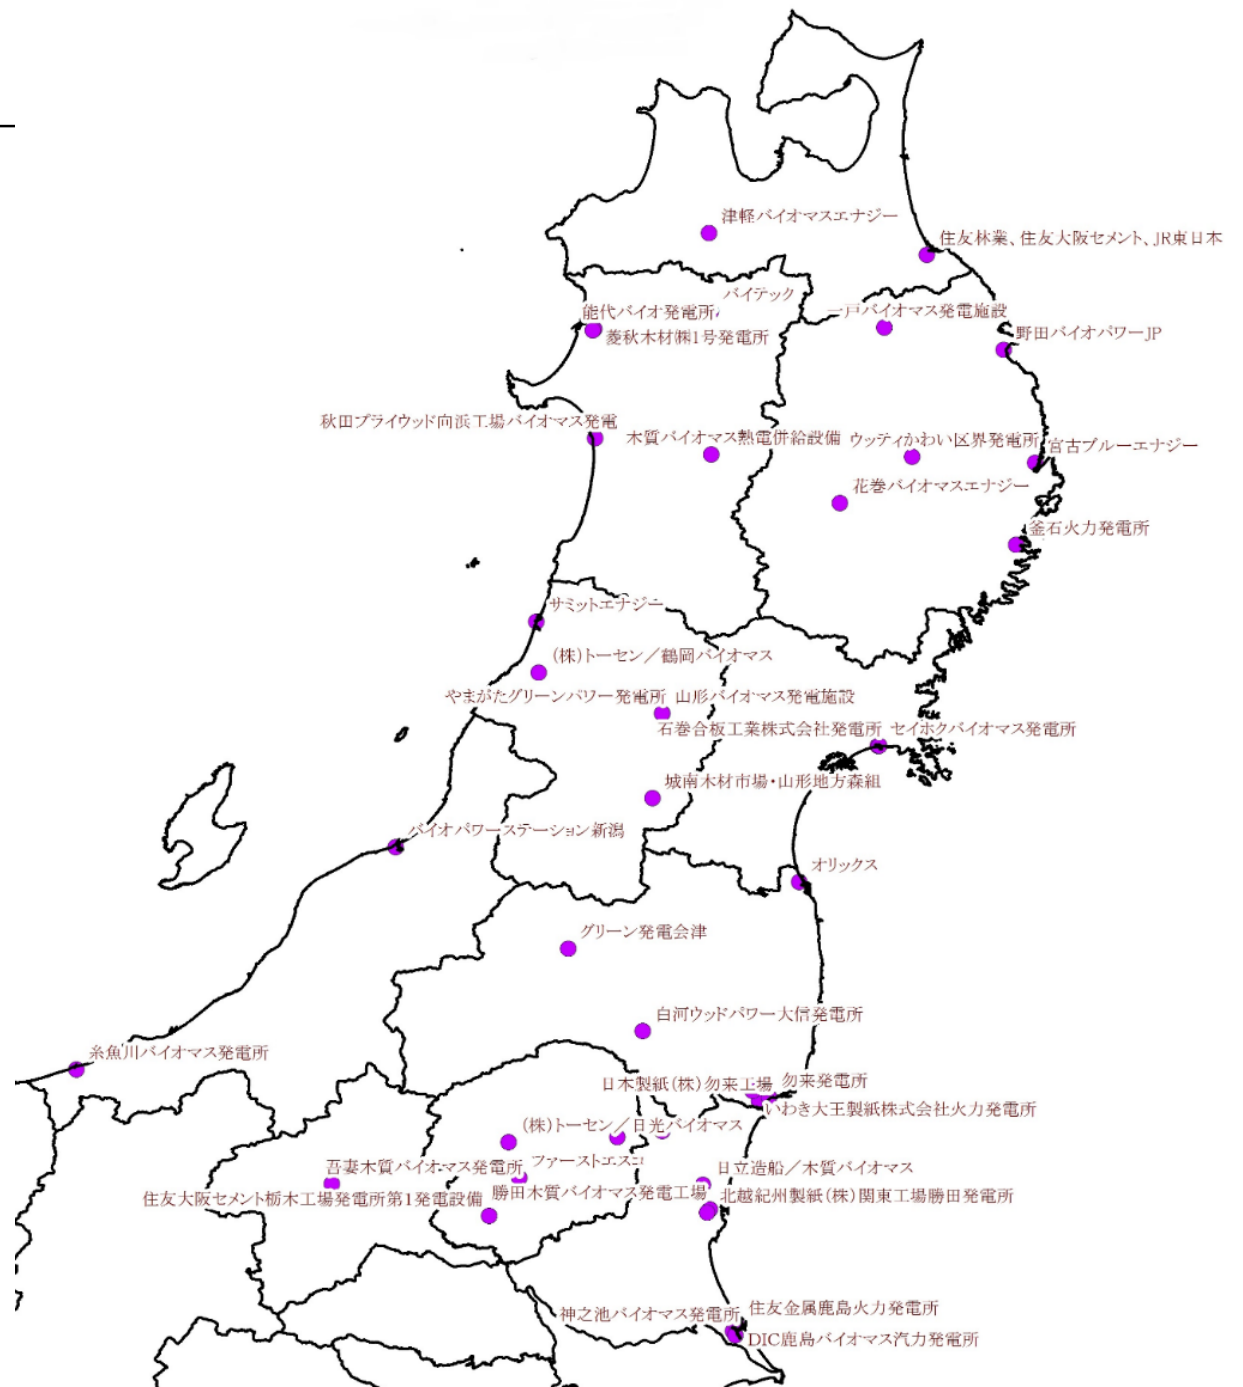 津軽バイオマスエナジー
住友林業、住友大阪セメント、JR東日本
バイテック
能代バイオ発電所
一戸バイオマス発電施設
菱秋木材㈱1号発電所
野田バイオパワーJP
秋田プライウッド向浜工場バイオマス発電
木質バイオマス熱電併給設備
ウッティかわい区界発電所
宮古ブルーエナジー
花巻バイオマスエナジー
釜石火力発電所
サミットエナジー
(株)トーセン／鶴岡バイオマス
やまがたグリーンパワー発電所
山形バイオマス発電施設
石巻合板工業株式会社発電所
セイホクバイオマス発電所
城南木材市場・山形地方森組
バイオパワーステーション新潟
オリックス
グリーン発電会津
白河ウッドパワー大信発電所
糸魚川バイオマス発電所
日本製紙(株)勿来工場
勿来発電所
いわき大王製紙株式会社火力発電所
(株)トーセン／日光バイオマス
吾妻木質バイオマス発電所
ファーストエスコ
日立造船／木質バイオマス
住友大阪セメント栃木工場発電所第1発電設備
勝田木質バイオマス発電工場
北越紀州製紙(株)関東工場勝田発電所
神之池バイオマス発電所
住友金属鹿島火力発電所
DIC鹿島バイオマス汽力発電所